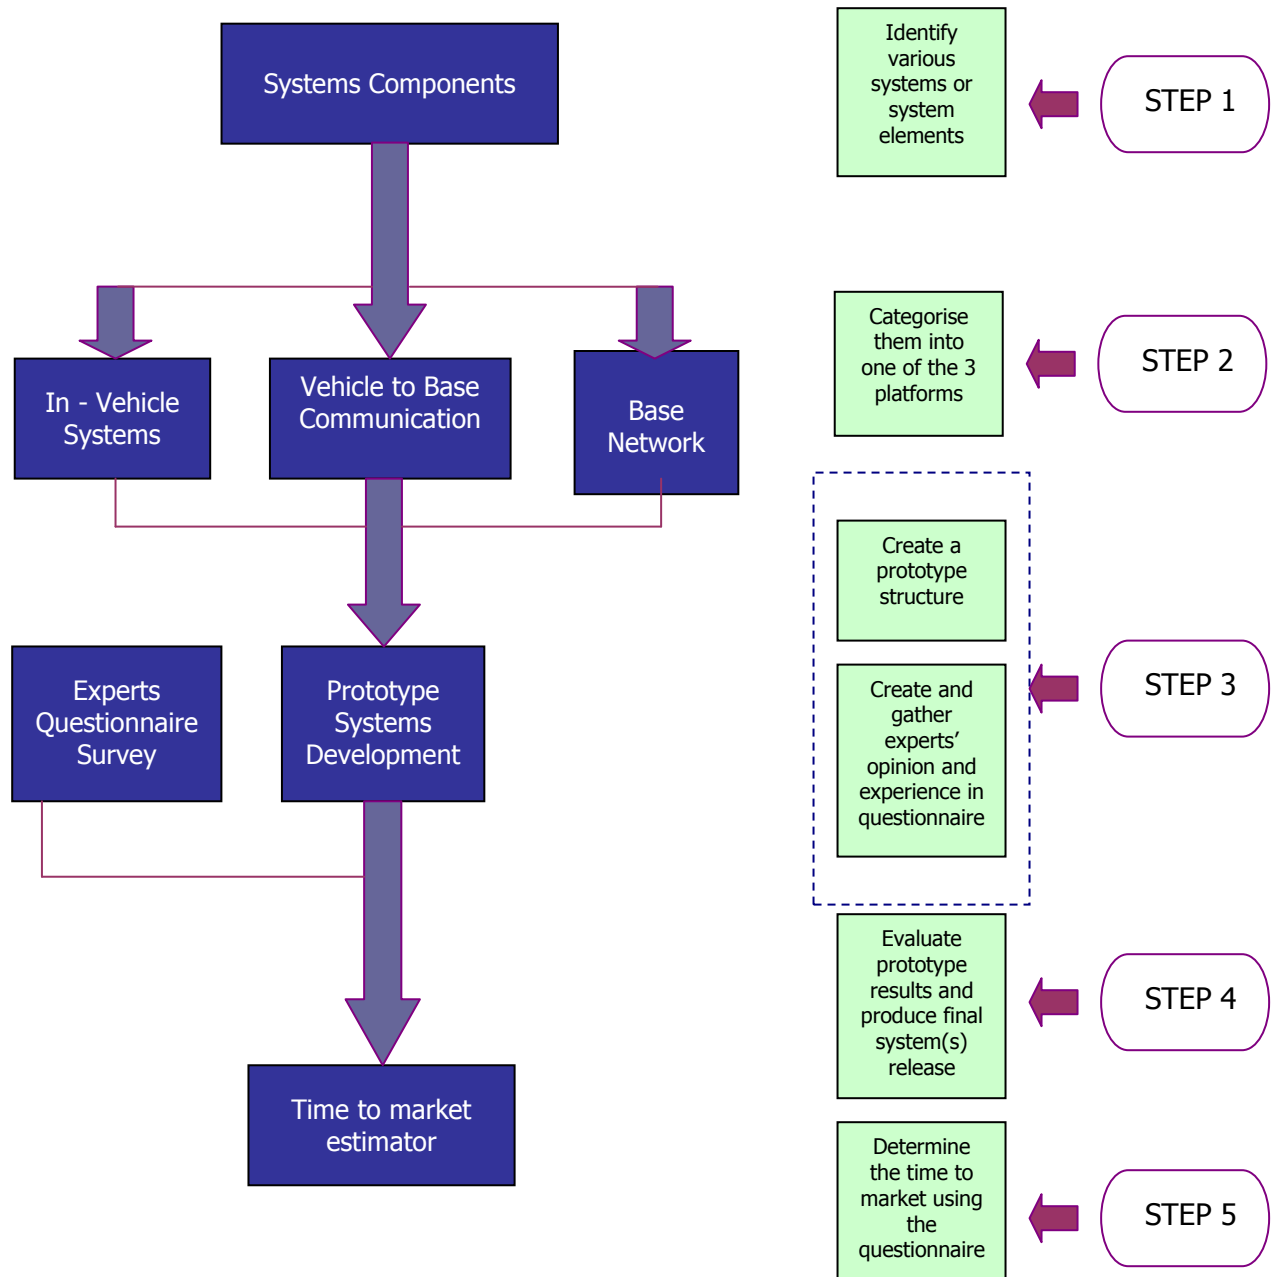 Systems Components
Identify
various
systems or
system
elements
STEP 1
In - Vehicle
Systems
Vehicle to Base
Communication
Base
Network
Categorise
them into
one of the 3
platforms
STEP 2
Create a
prototype
structure
Experts
Questionnaire
Survey
Prototype
Systems
Development
Create and
gather
experts’
opinion and
experience in
questionnaire
STEP 3
Evaluate
prototype
results and
produce final
system(s)
release
STEP 4
Time to market
estimator
Determine
the time to
market using
the
questionnaire
STEP 5